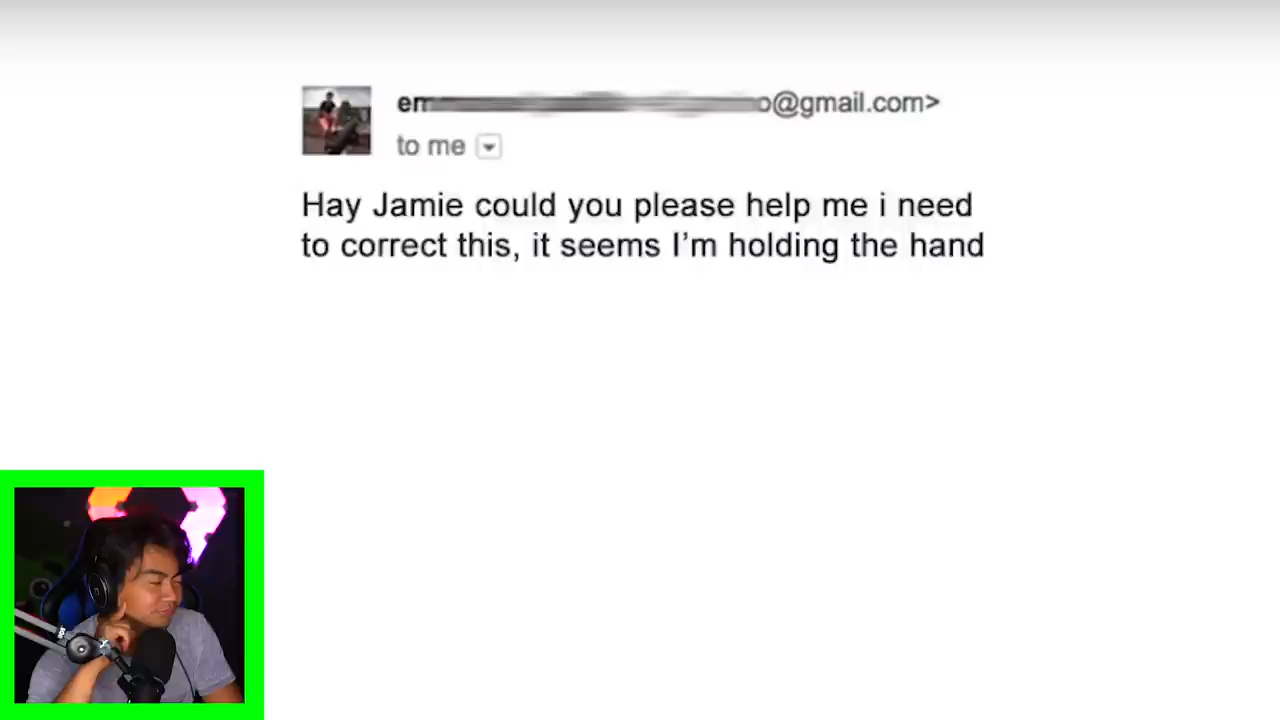 @gmail.com>
to me
Hay Jamie could you please help me i need
to correct this, it seems I'm holding the hand